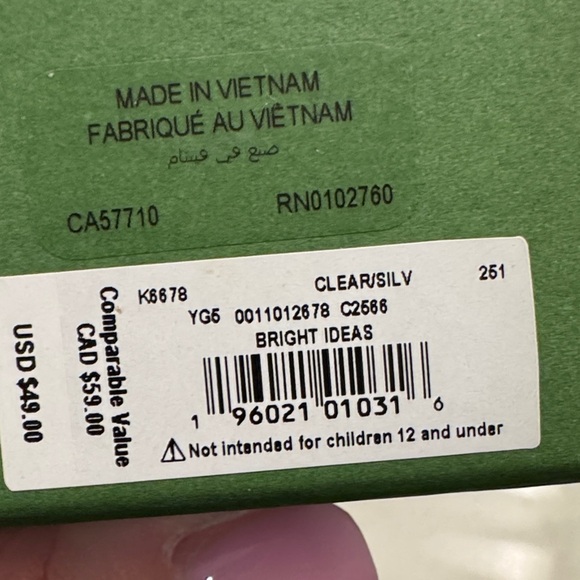 MADE IN VIETNAM
FABRIQUÉ AU VIÊTNAM
صنع في فيتنام
CA57710 RN0102760
K6678 CLEAR/SILV 251
YG5 0011012678 C2566
BRIGHT IDEAS
1 96021 01031 6
⚠Not intended for children 12 and under
Comparable Value
CAD $59.00
USD $49.00